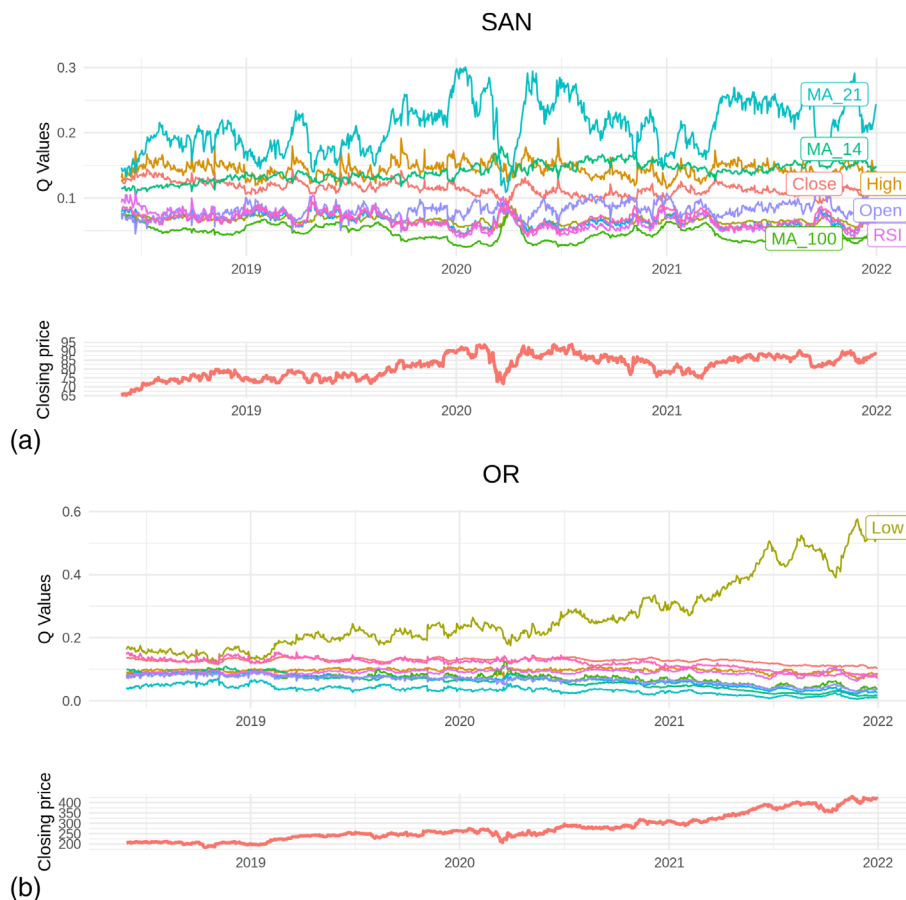 SAN
Q Values
0.3
0.2
0.1
MA_21
MA_14
Close
High
Open
MA_100
RSI
2019
2020
2021
2022
Closing price
95
90
85
80
75
70
65
2019
2020
2021
2022
(a)
OR
Q Values
0.6
0.4
0.2
0.0
Low
2019
2020
2021
2022
Closing price
400
350
300
250
200
2019
2020
2021
2022
(b)